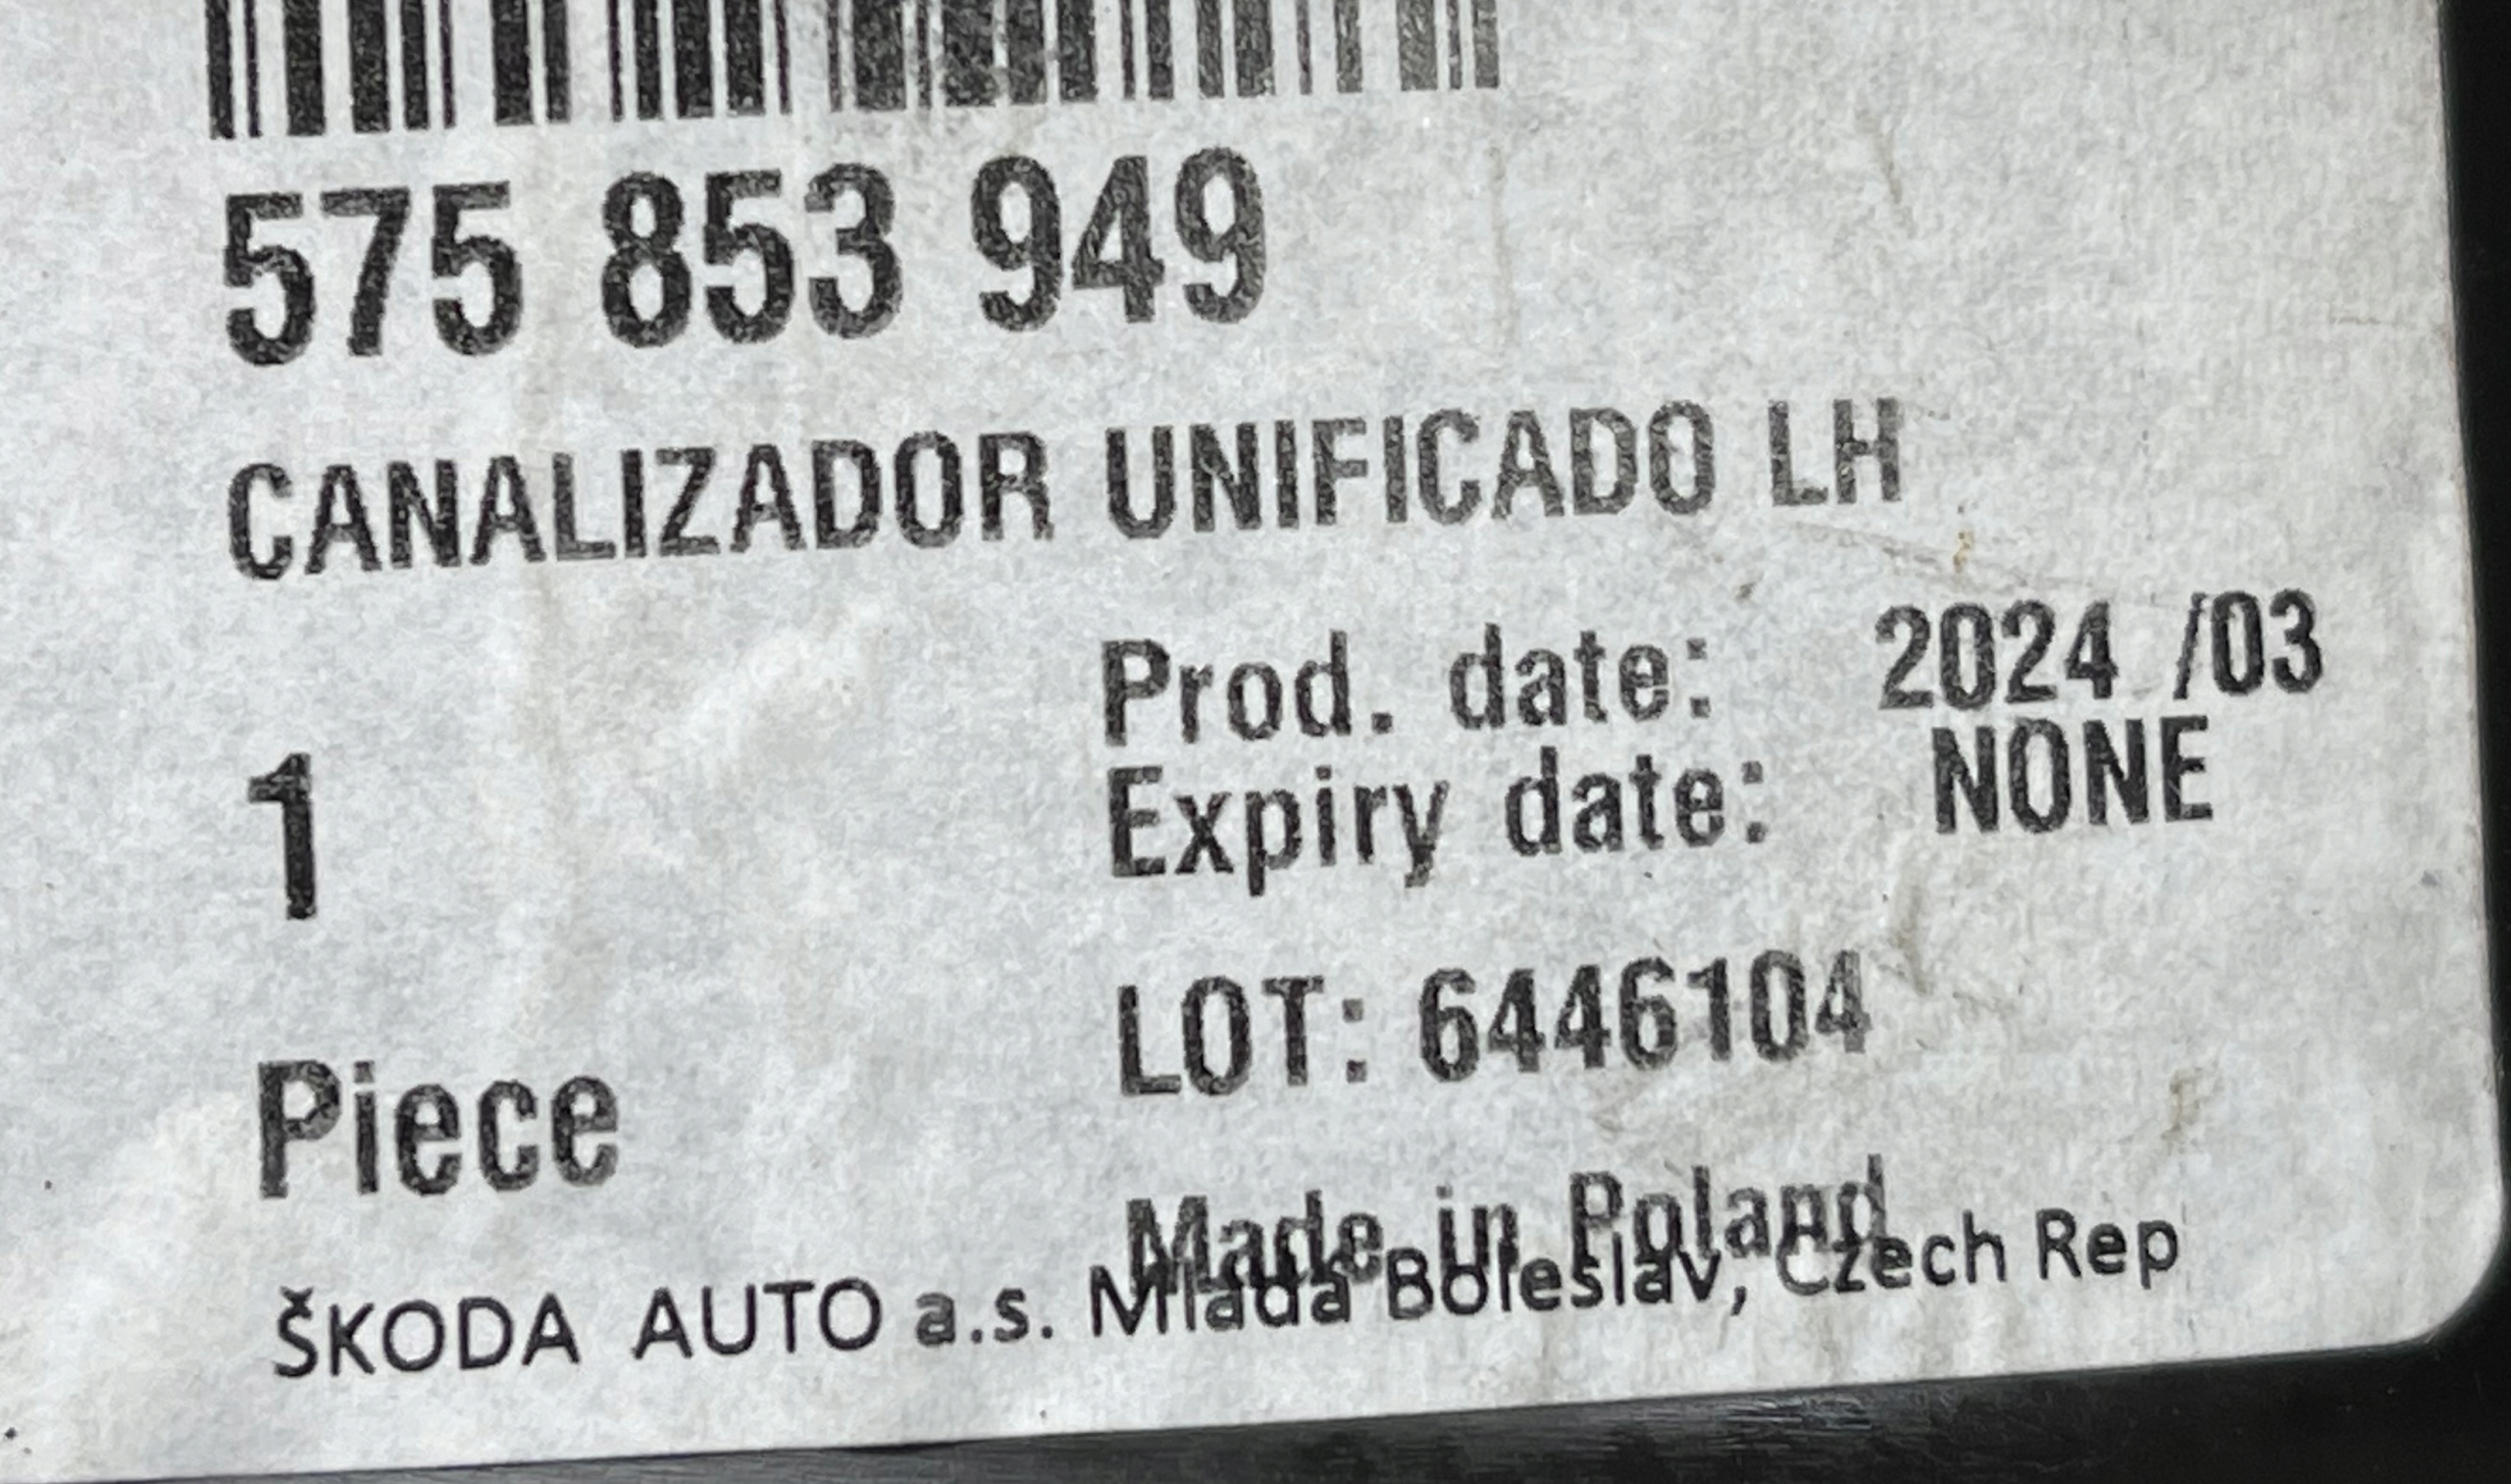 575 853 949
CANALIZADOR UNIFICADO LH
Prod. date: 2024 /03
1
Expiry date: NONE
LOT: 6446104
Piece
Made in Poland
ŠKODA AUTO a.s. Mladá Boleslav, Czech Rep